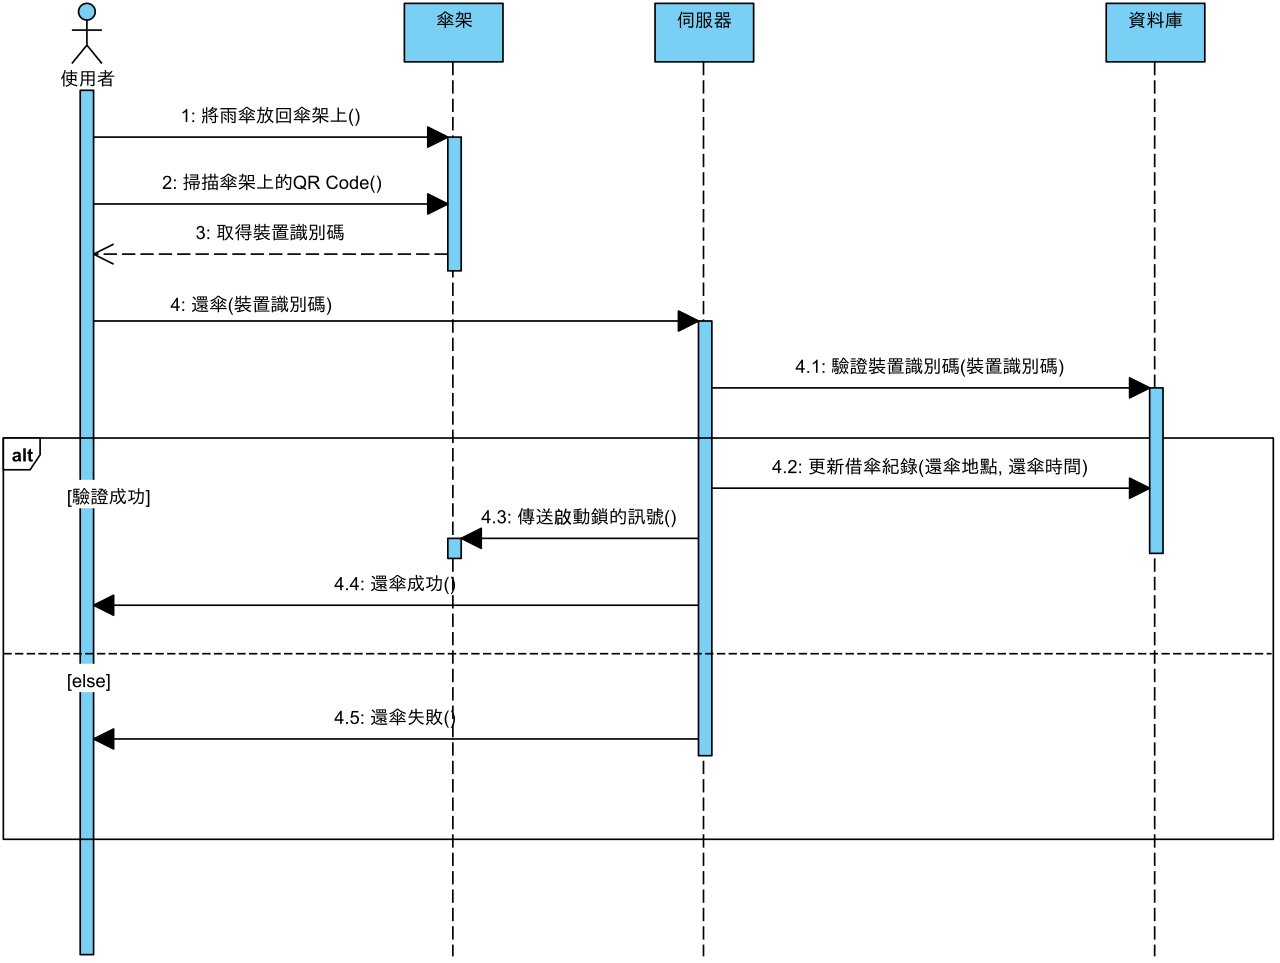 使用者
傘架
伺服器
資料庫
1: 將雨傘放回傘架上()
2: 掃描傘架上的QR Code()
3: 取得裝置識別碼
4: 還傘(裝置識別碼)
4.1: 驗證裝置識別碼(裝置識別碼)
alt
[驗證成功]
4.2: 更新借傘紀錄(還傘地點, 還傘時間)
4.3: 傳送啟動鎖的訊號()
4.4: 還傘成功()
[else]
4.5: 還傘失敗()